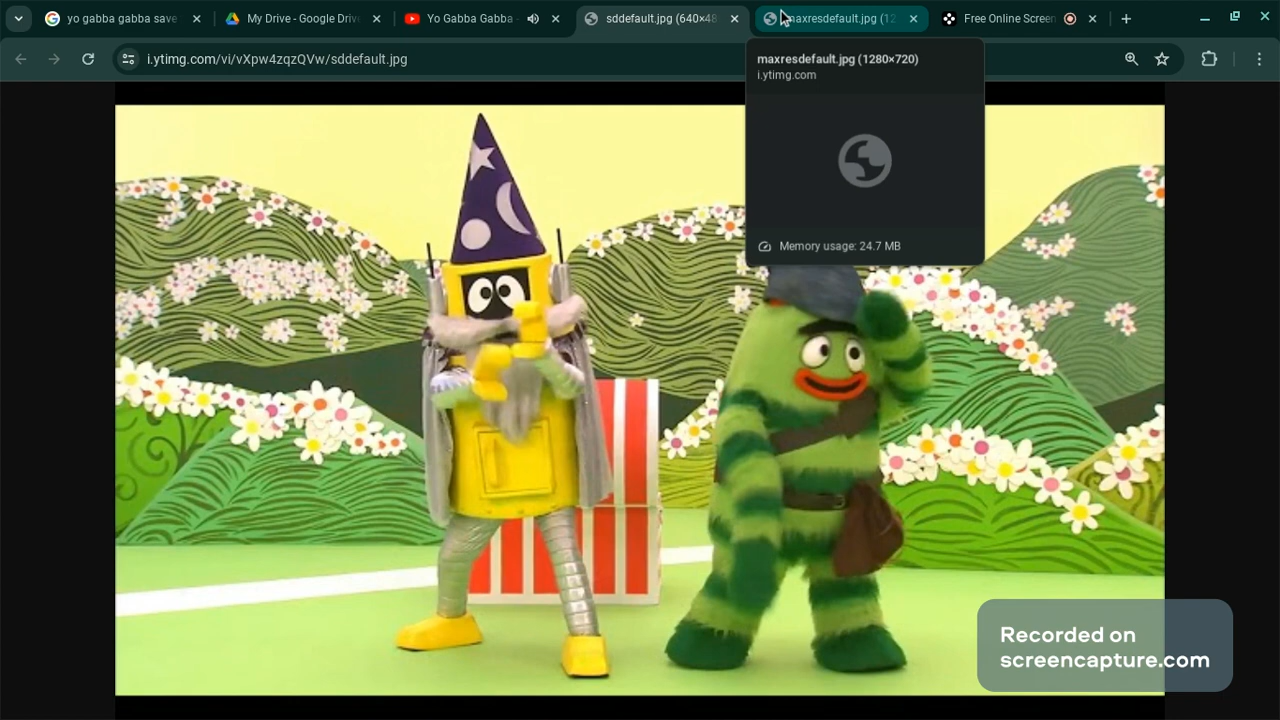 yo gabba gabba save
My Drive - Google Drive
Yo Gabba Gabba -
sddefault.jpg (640×48
maxresdefault.jpg (12
Free Online Screen
i.ytimg.com/vi/vXpw4zqzQVw/sddefault.jpg
maxresdefault.jpg (1280×720)
i.ytimg.com
Memory usage: 24.7 MB
Recorded on
screencapture.com